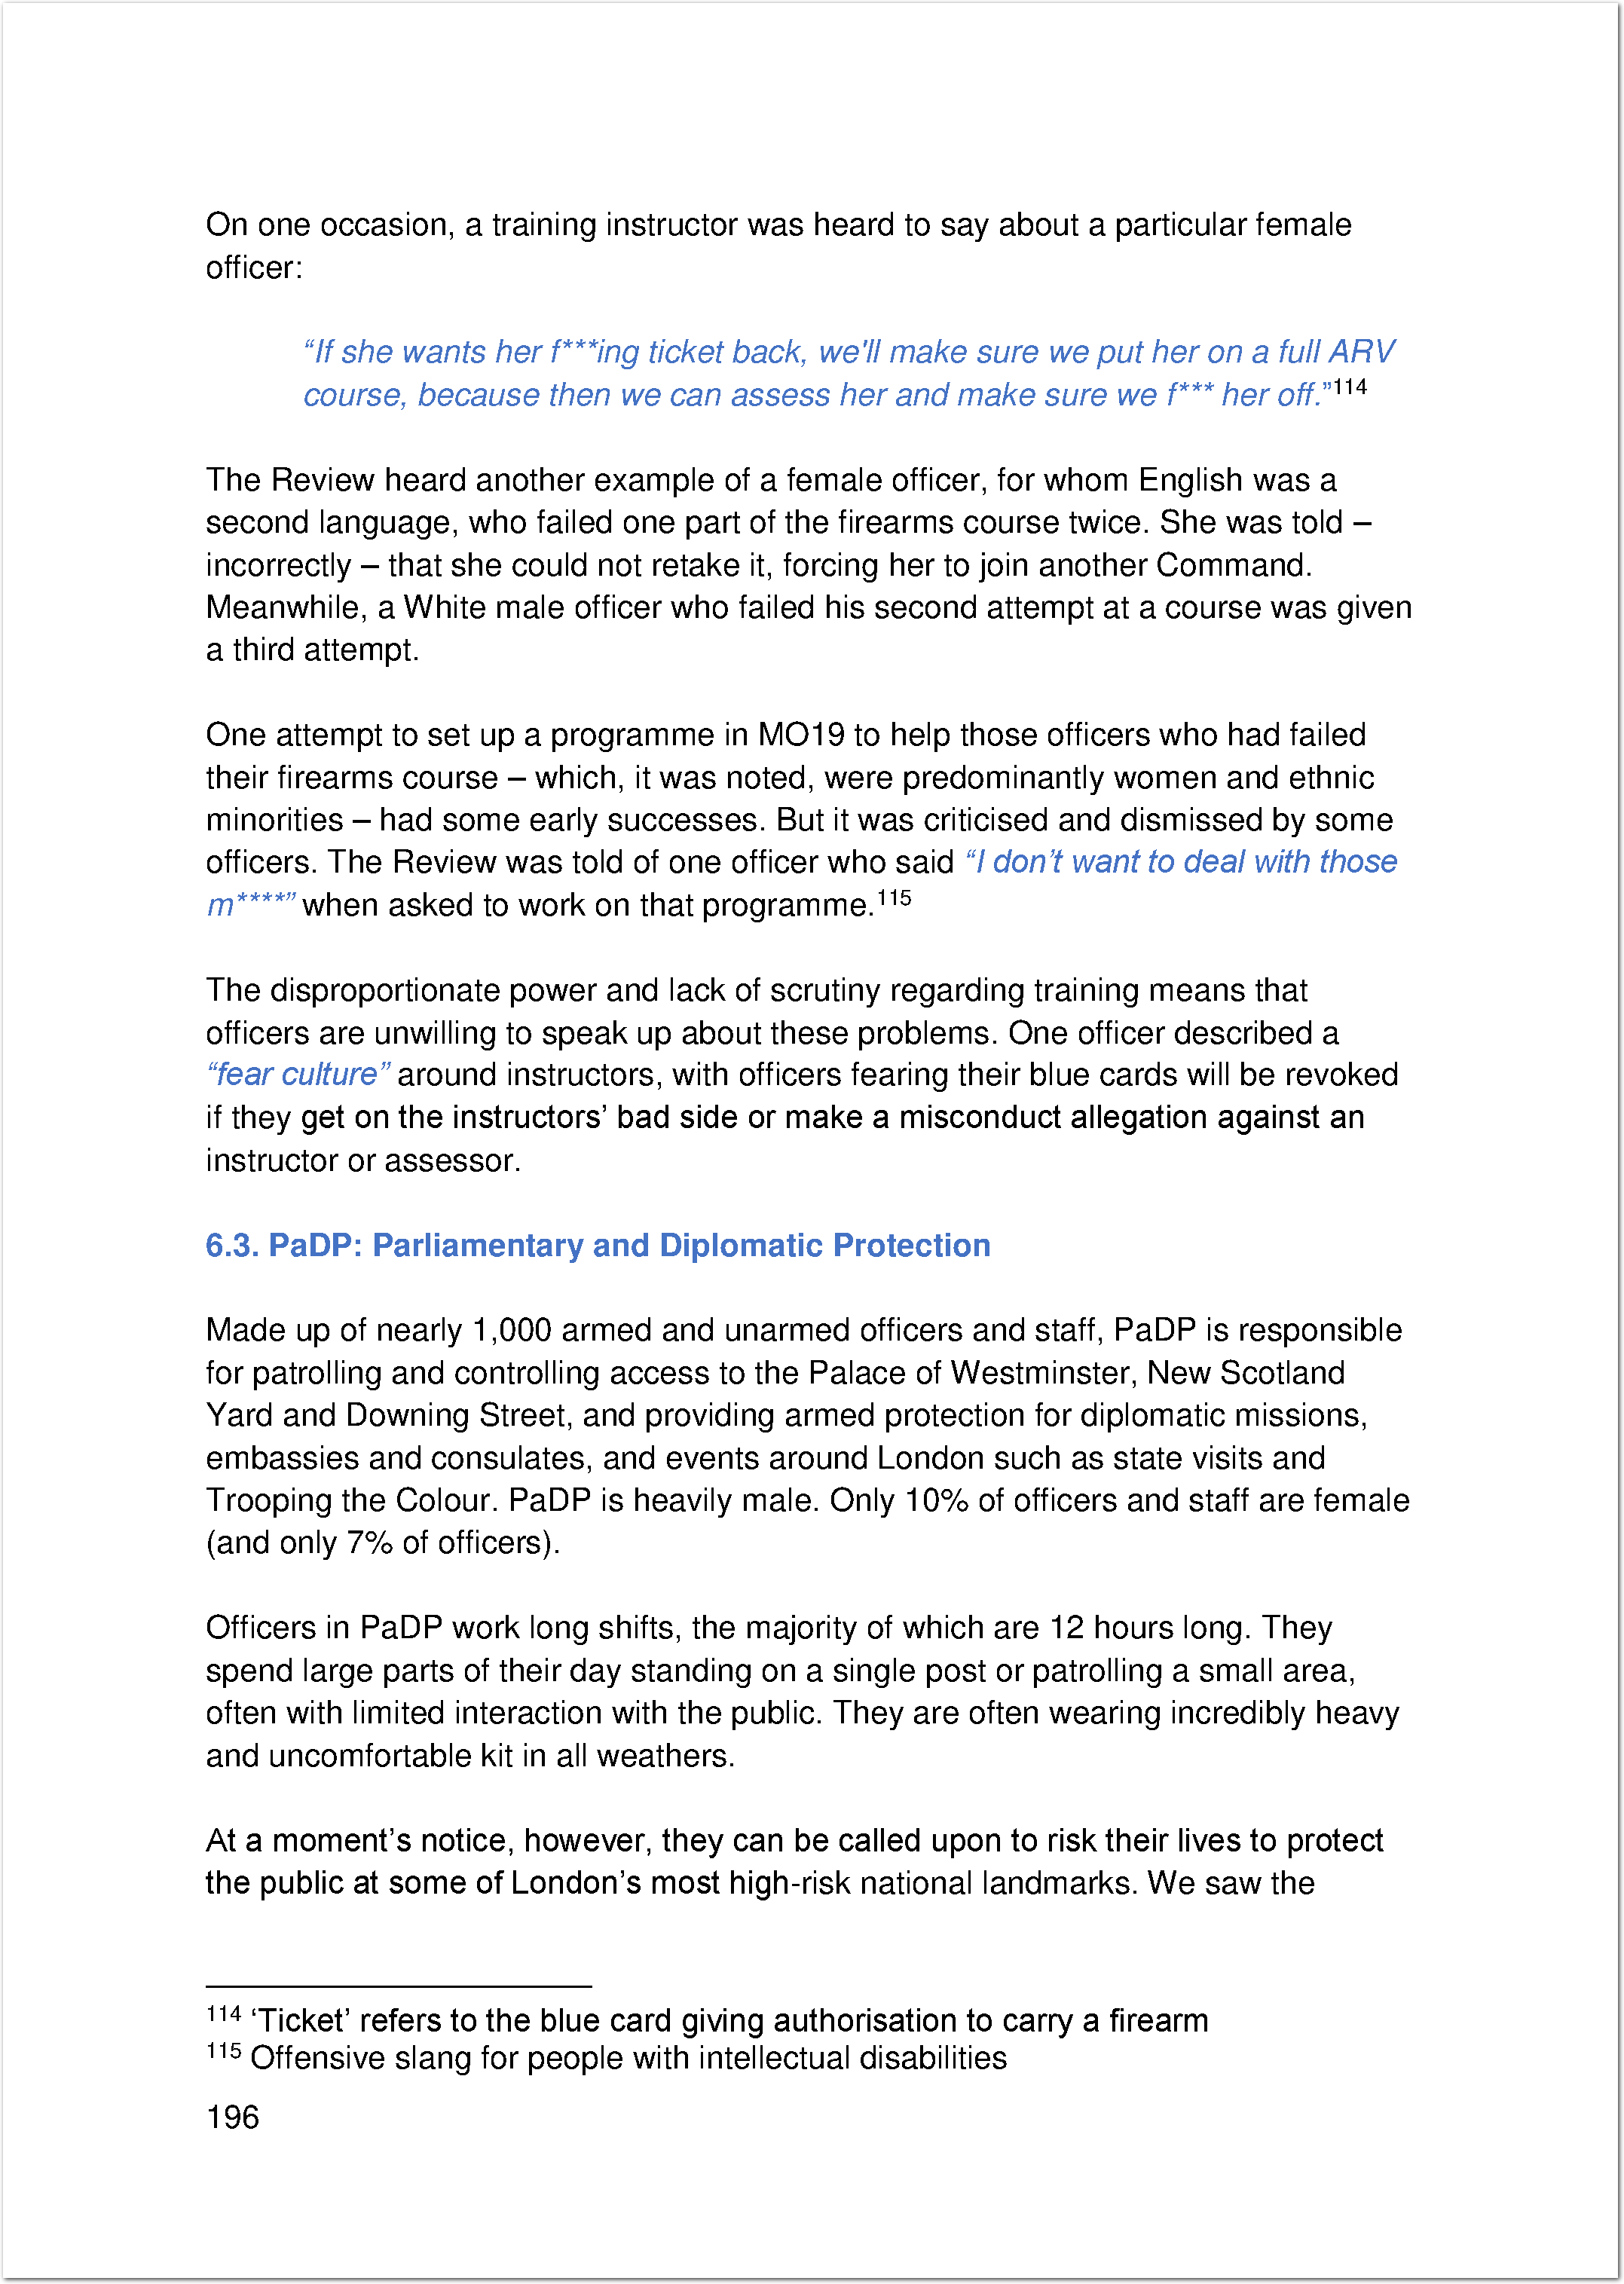 On one occasion, a training instructor was heard to say about a particular female
officer:
“If she wants her f***ing ticket back, we'll make sure we put her on a full ARV
course, because then we can assess her and make sure we f*** her off.”114
The Review heard another example of a female officer, for whom English was a
second language, who failed one part of the firearms course twice. She was told –
incorrectly – that she could not retake it, forcing her to join another Command.
Meanwhile, a White male officer who failed his second attempt at a course was given
a third attempt.
One attempt to set up a programme in MO19 to help those officers who had failed
their firearms course – which, it was noted, were predominantly women and ethnic
minorities – had some early successes. But it was criticised and dismissed by some
officers. The Review was told of one officer who said “I don’t want to deal with those
m****” when asked to work on that programme.115
The disproportionate power and lack of scrutiny regarding training means that
officers are unwilling to speak up about these problems. One officer described a
“fear culture” around instructors, with officers fearing their blue cards will be revoked
if they get on the instructors’ bad side or make a misconduct allegation against an
instructor or assessor.
6.3. PaDP: Parliamentary and Diplomatic Protection
Made up of nearly 1,000 armed and unarmed officers and staff, PaDP is responsible
for patrolling and controlling access to the Palace of Westminster, New Scotland
Yard and Downing Street, and providing armed protection for diplomatic missions,
embassies and consulates, and events around London such as state visits and
Trooping the Colour. PaDP is heavily male. Only 10% of officers and staff are female
(and only 7% of officers).
Officers in PaDP work long shifts, the majority of which are 12 hours long. They
spend large parts of their day standing on a single post or patrolling a small area,
often with limited interaction with the public. They are often wearing incredibly heavy
and uncomfortable kit in all weathers.
At a moment’s notice, however, they can be called upon to risk their lives to protect
the public at some of London’s most high-risk national landmarks. We saw the
114 ‘Ticket’ refers to the blue card giving authorisation to carry a firearm
115 Offensive slang for people with intellectual disabilities
196